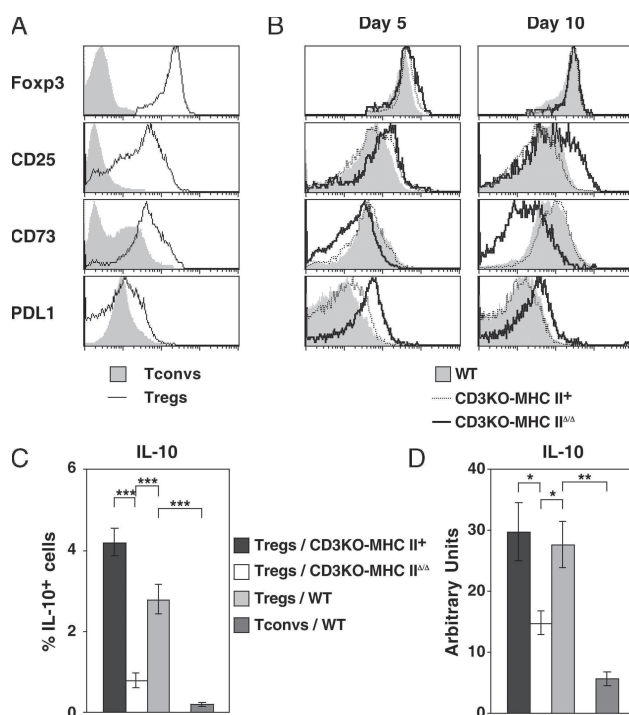 A
B
Day 5
Day 10
Foxp3
CD25
CD73
PDL1
Tconvs
Tregs
WT
CD3KO-MHC II⁺
CD3KO-MHC IIᐞ/ᐞ
C
IL-10
% IL-10⁺ cells
6
4
2
0
***
***
***
Tregs / CD3KO-MHC II⁺
Tregs / CD3KO-MHC IIᐞ/ᐞ
Tregs / WT
Tconvs / WT
D
IL-10
Arbitrary Units
40
30
20
10
0
*
*
**